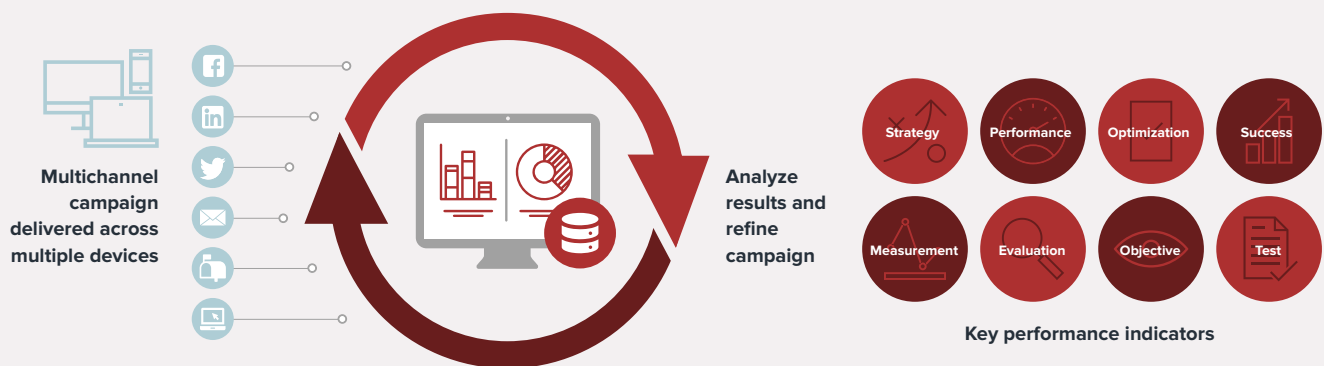 Multichannel
campaign
delivered across
multiple devices
f
in
Analyze
results and
refine
campaign
Strategy
Performance
Optimization
Success
Measurement
Evaluation
Objective
Test
Key performance indicators